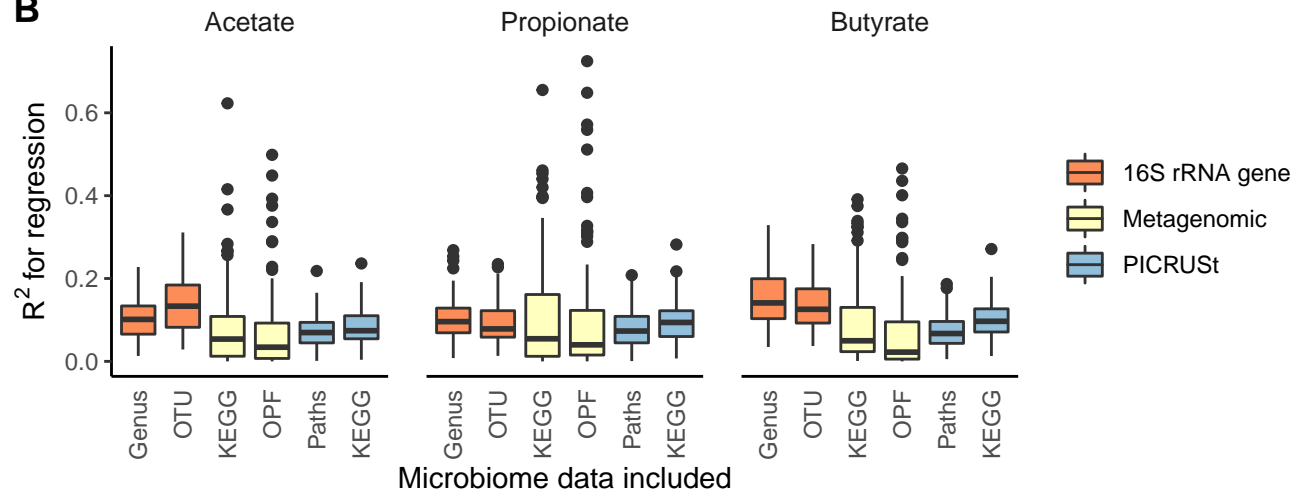 B
Acetate Propionate Butyrate
R² for regression
0.6
0.4
0.2
0.0
16S rRNA gene
Metagenomic
PICRUSt
Genus OTU KEGG OPF Paths KEGG Genus OTU KEGG OPF Paths KEGG Genus OTU KEGG OPF Paths KEGG
Microbiome data included